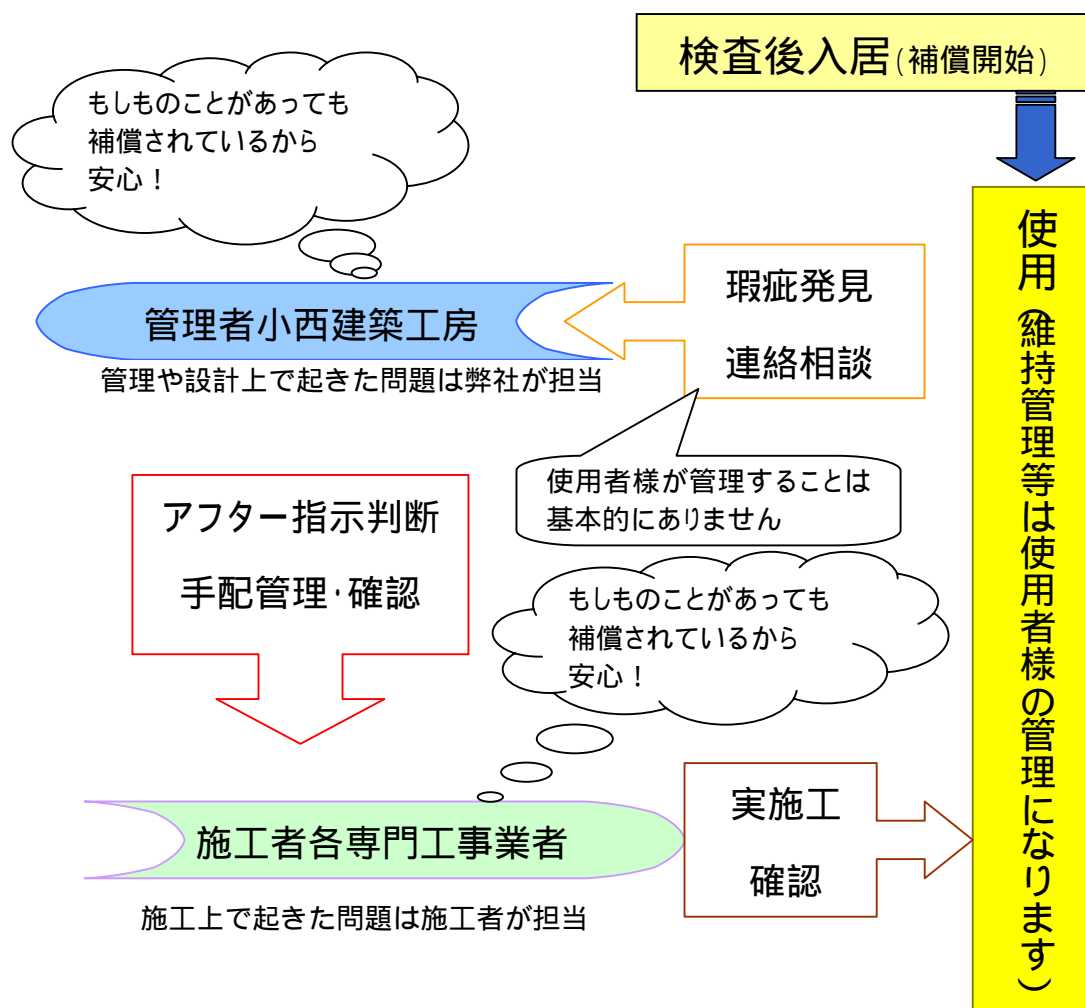 検査後入居(補償開始)
もしものことがあっても
補償されているから
安心！
使用(維持管理等は使用者様の管理になります)
瑕疵発見
連絡相談
管理者小西建築工房
管理や設計上で起きた問題は弊社が担当
使用者様が管理することは
基本的にありません
アフター指示判断
手配管理・確認
もしものことがあっても
補償されているから
安心！
施工者各専門工事業者
実施工
確認
施工上で起きた問題は施工者が担当